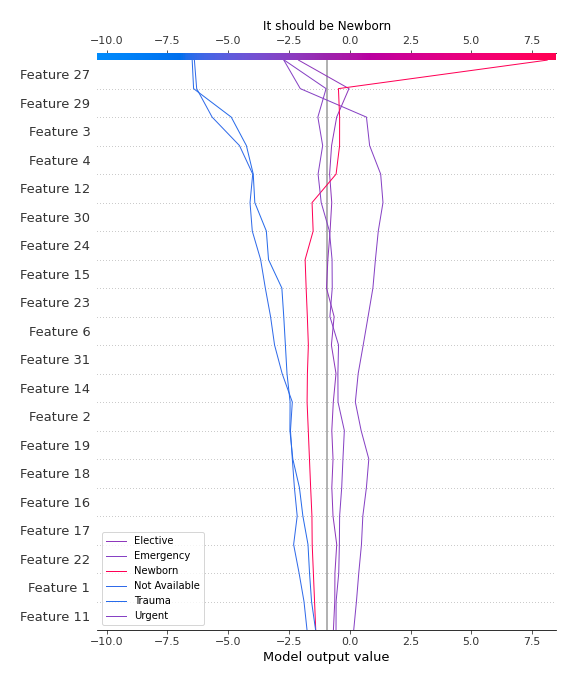 It should be Newborn
−10.0 −7.5 −5.0 −2.5 0.0 2.5 5.0 7.5
Feature 27
Feature 29
Feature 3
Feature 4
Feature 12
Feature 30
Feature 24
Feature 15
Feature 23
Feature 6
Feature 31
Feature 14
Feature 2
Feature 19
Feature 18
Feature 16
Feature 17
Feature 22
Feature 1
Feature 11
Elective
Emergency
Newborn
Not Available
Trauma
Urgent
−10.0 −7.5 −5.0 −2.5 0.0 2.5 5.0 7.5
Model output value